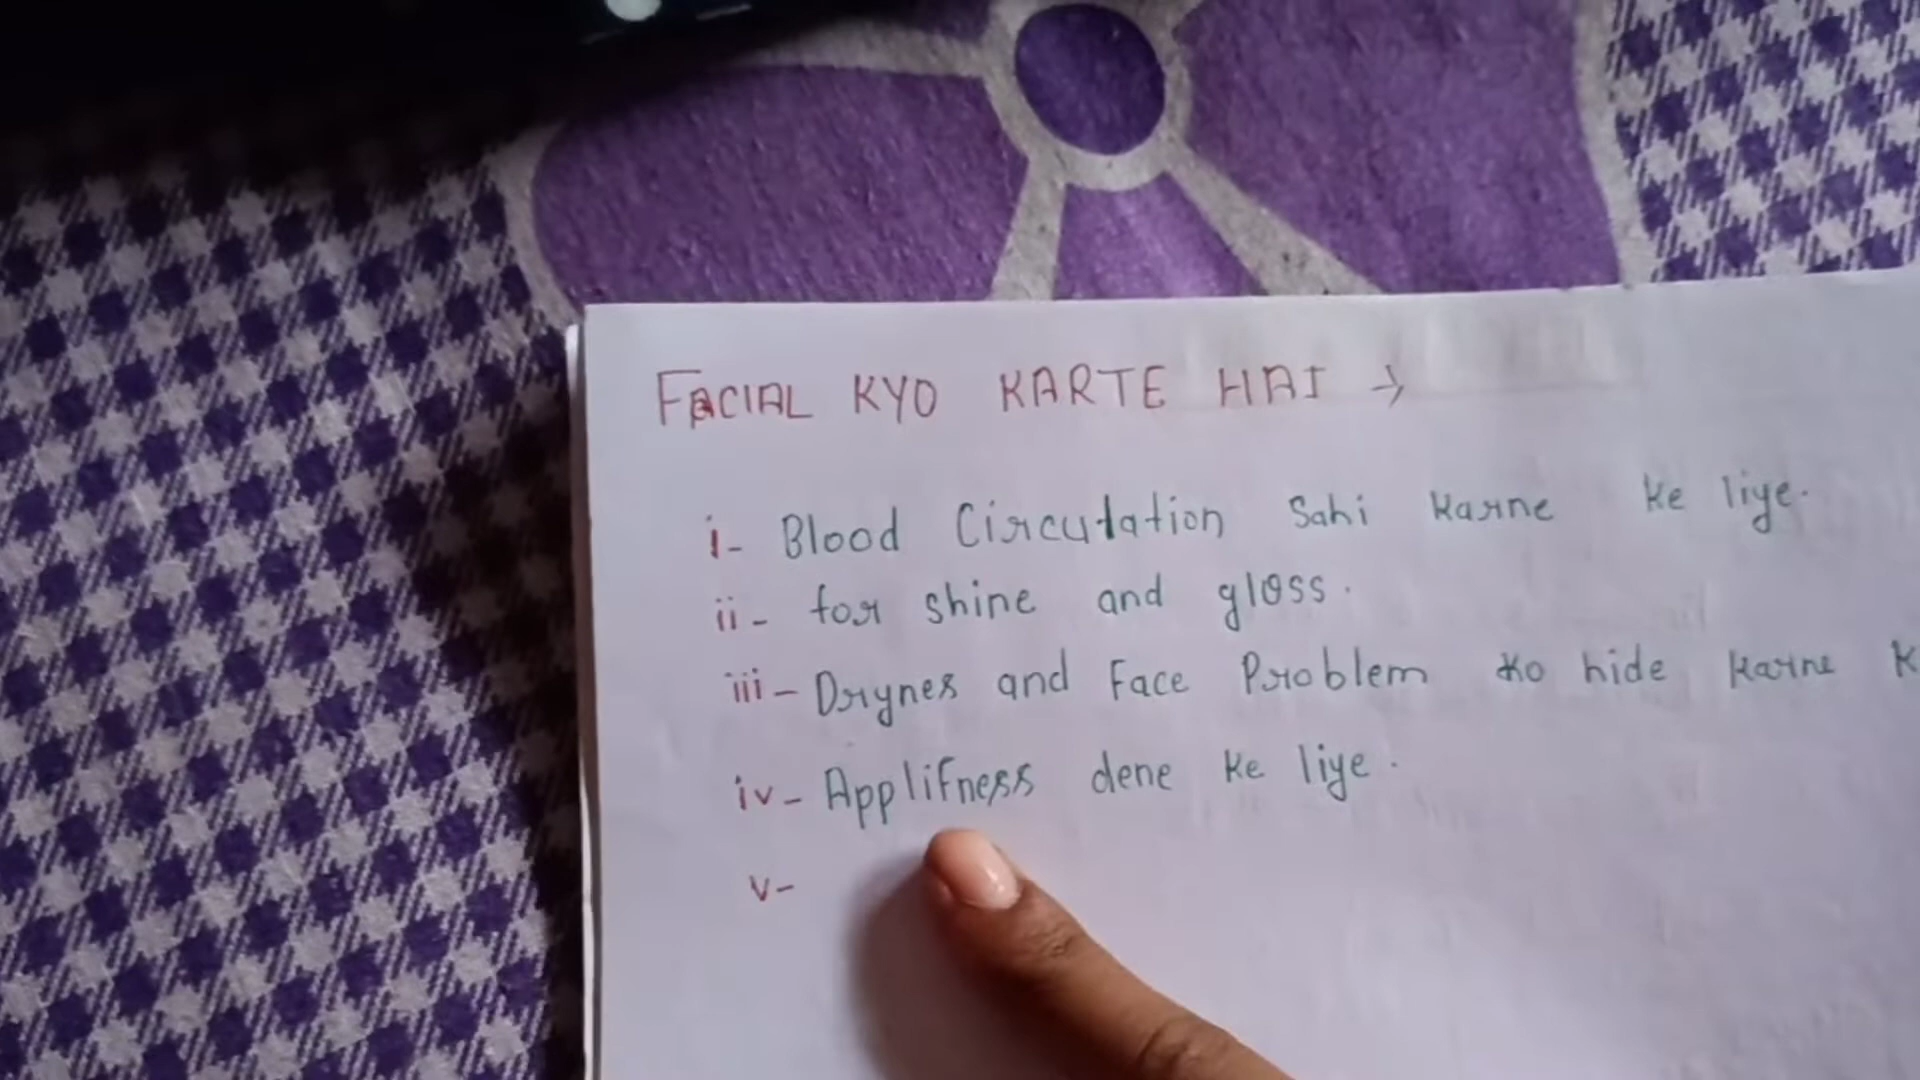 FACIAL KYO KARTE HAI →
i- Blood Circulation Sahi Karne ke liye.
ii- for shine and gloss.
iii- Drynes and Face Problem ko hide karne K
iv- Applifness dene ke liye.
v-